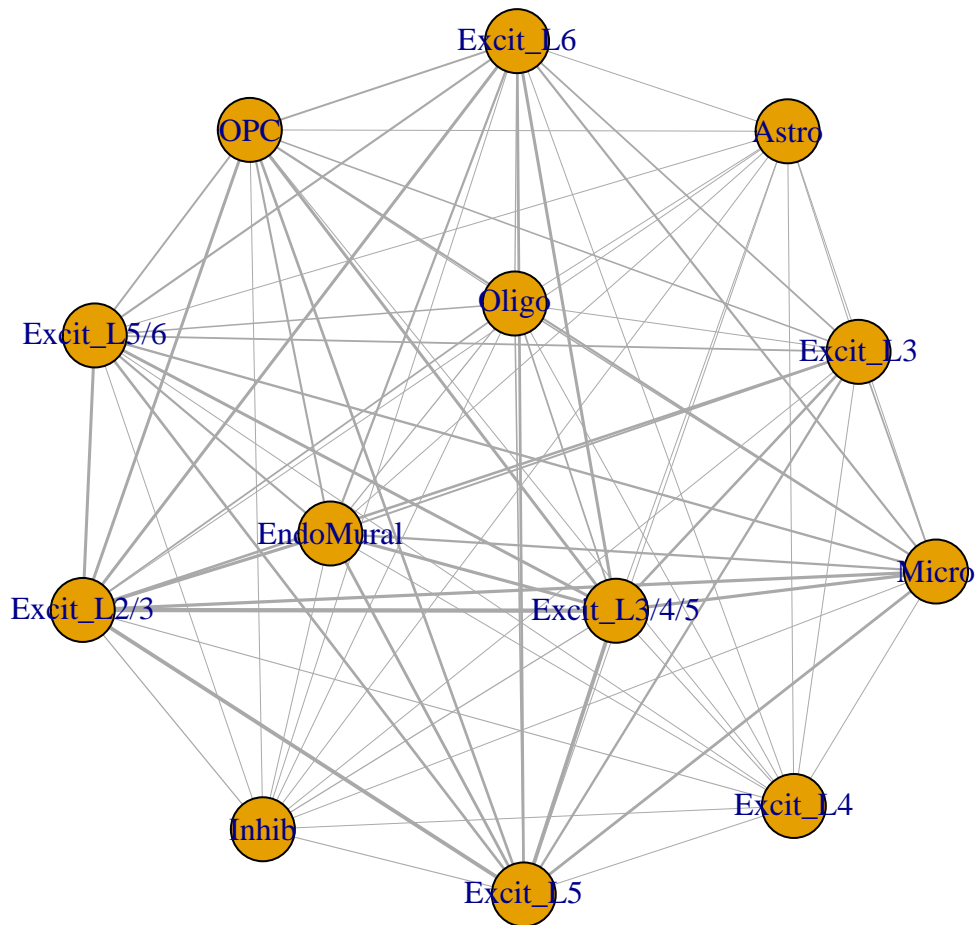 Excit_L6
OPC
Astro
Oligo
Excit_L5/6
Excit_L3
EndoMural
Micro
Excit_L2/3
Excit_L3/4/5
Excit_L4
Inhib
Excit_L5